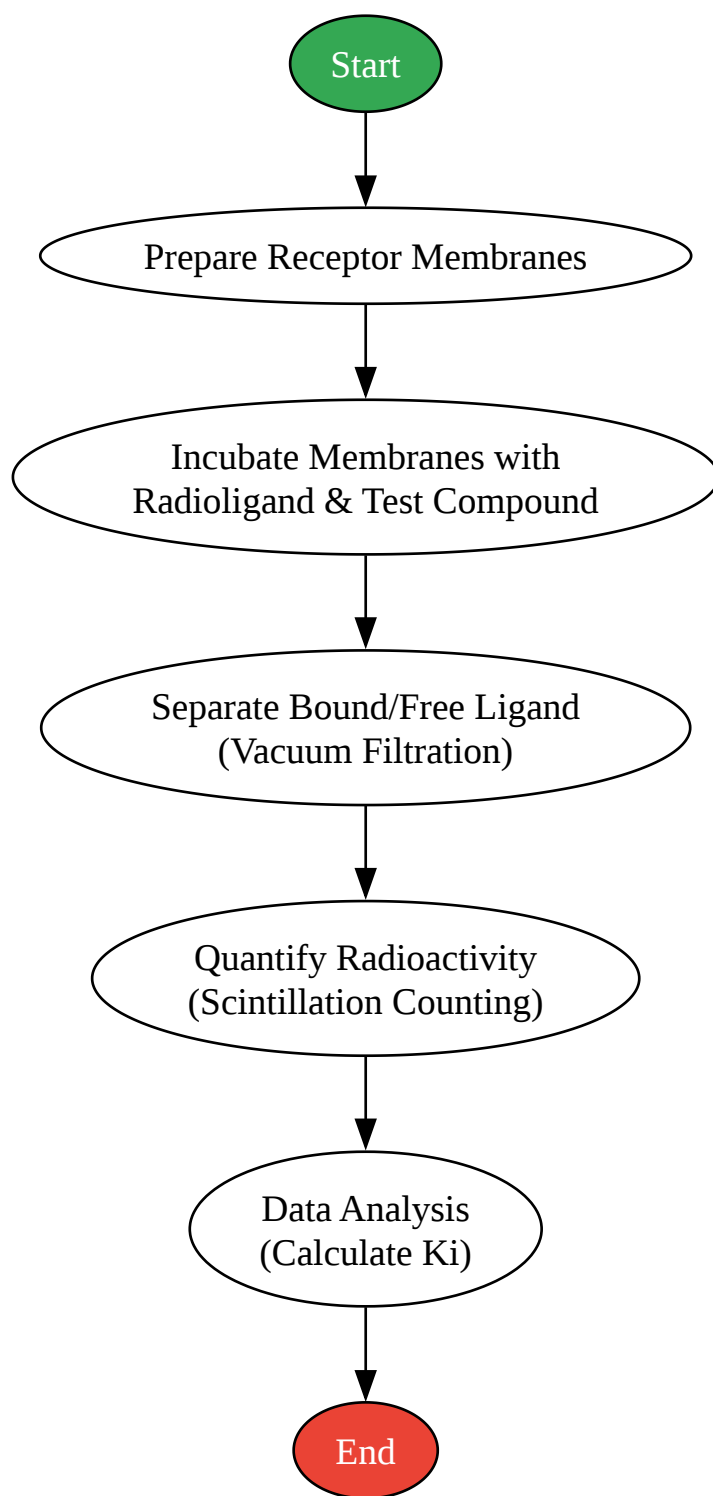 Start
Prepare Receptor Membranes
Incubate Membranes with
Radioligand & Test Compound
Separate Bound/Free Ligand
(Vacuum Filtration)
Quantify Radioactivity
(Scintillation Counting)
Data Analysis
(Calculate Ki)
End